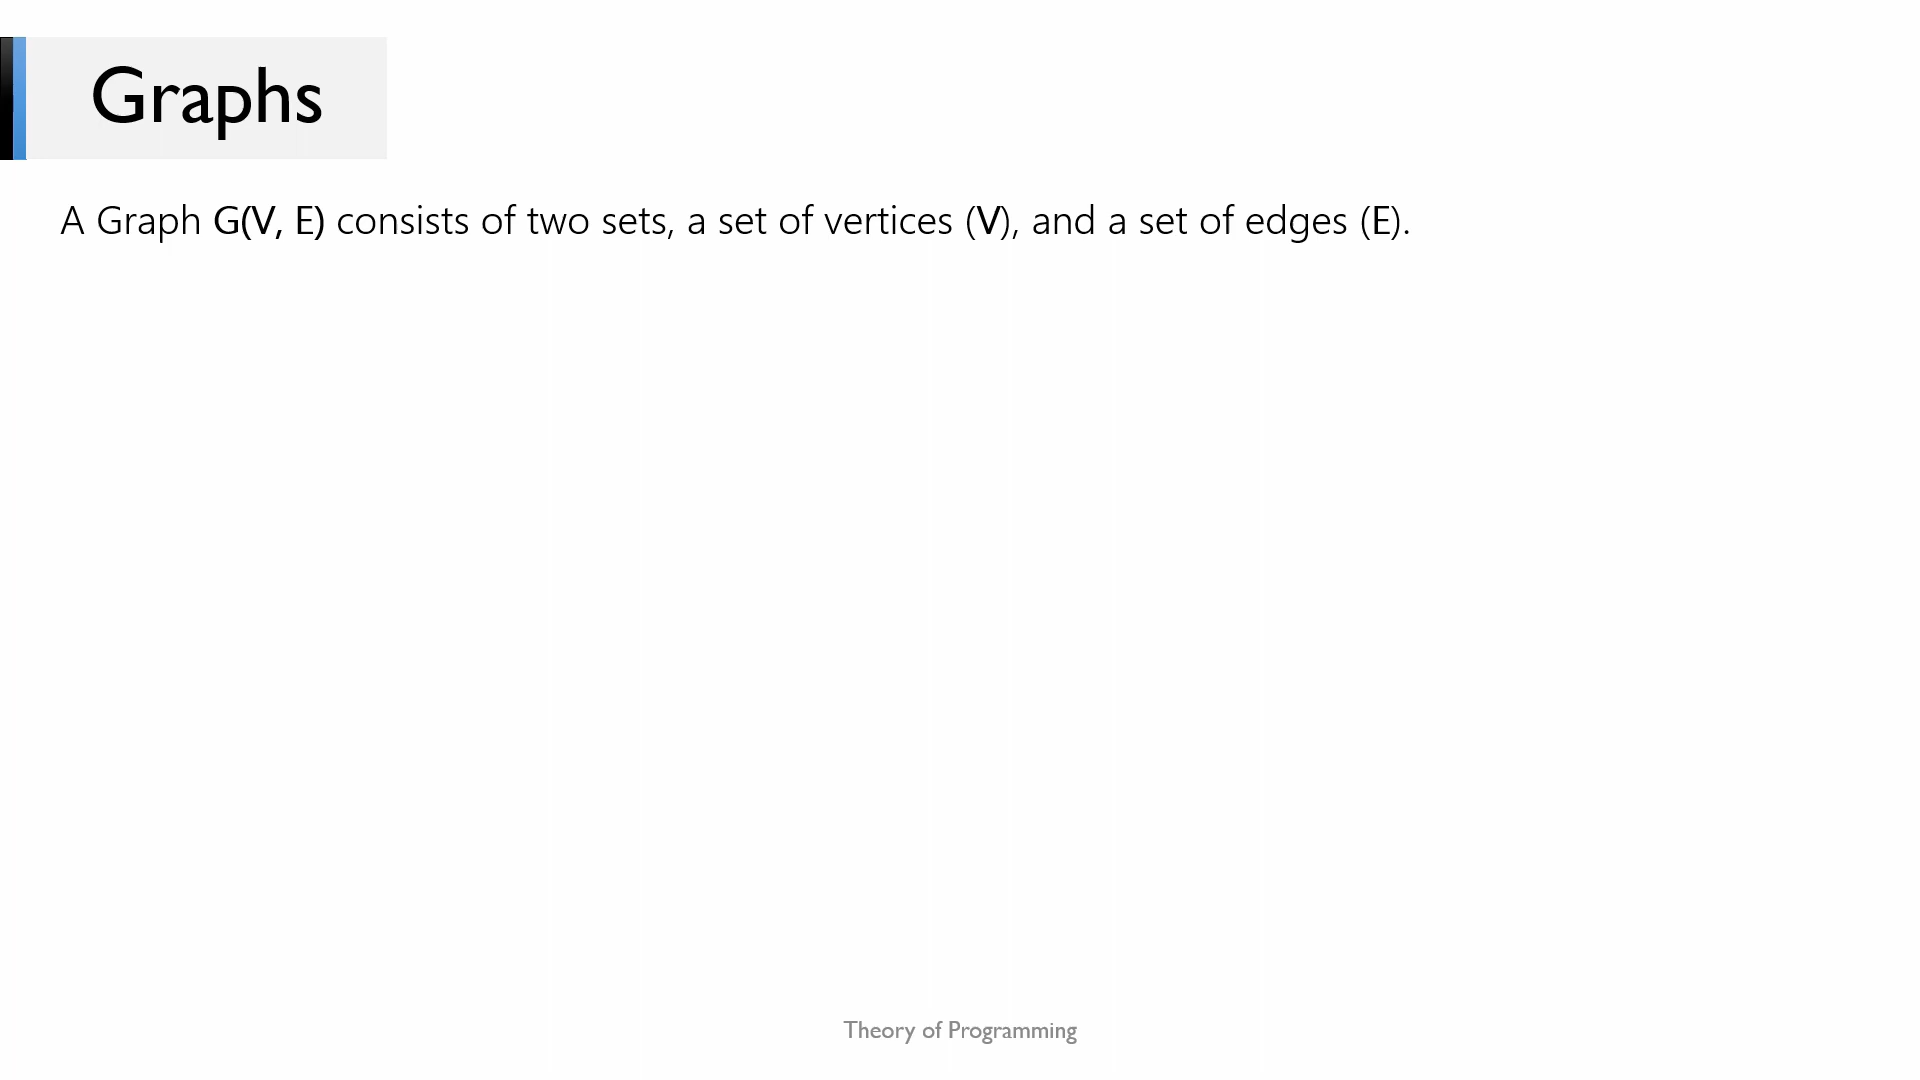 Graphs
A Graph G(V, E) consists of two sets, a set of vertices (V), and a set of edges (E).
Theory of Programming